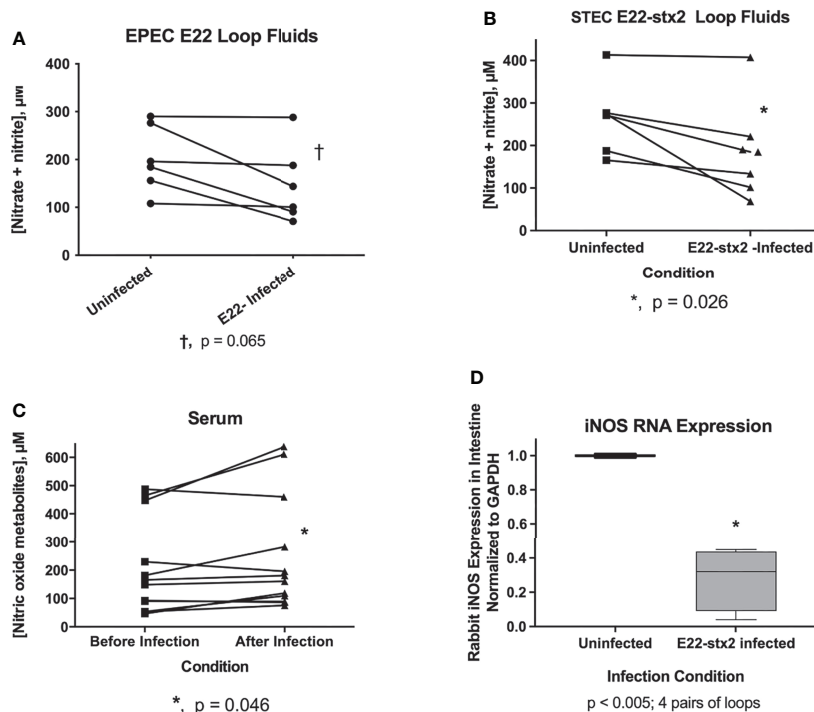 A
EPEC E22 Loop Fluids
[Nitrate + nitrite], µM
400
300
200
100
0
†
Uninfected
E22- Infected
†, p = 0.065
B
STEC E22-stx2 Loop Fluids
[Nitrate + nitrite], µM
400
300
200
100
0
*
Uninfected
E22-stx2 -Infected
Condition
*, p = 0.026
C
Serum
[Nitric oxide metabolites], µM
600
500
400
300
200
100
0
*
Before Infection
After Infection
Condition
*, p = 0.046
D
iNOS RNA Expression
Rabbit iNOS Expression in Intestine
Normalized to GAPDH
1.0
0.8
0.6
0.4
0.2
0.0
*
Uninfected
E22-stx2 infected
Infection Condition
p < 0.005; 4 pairs of loops